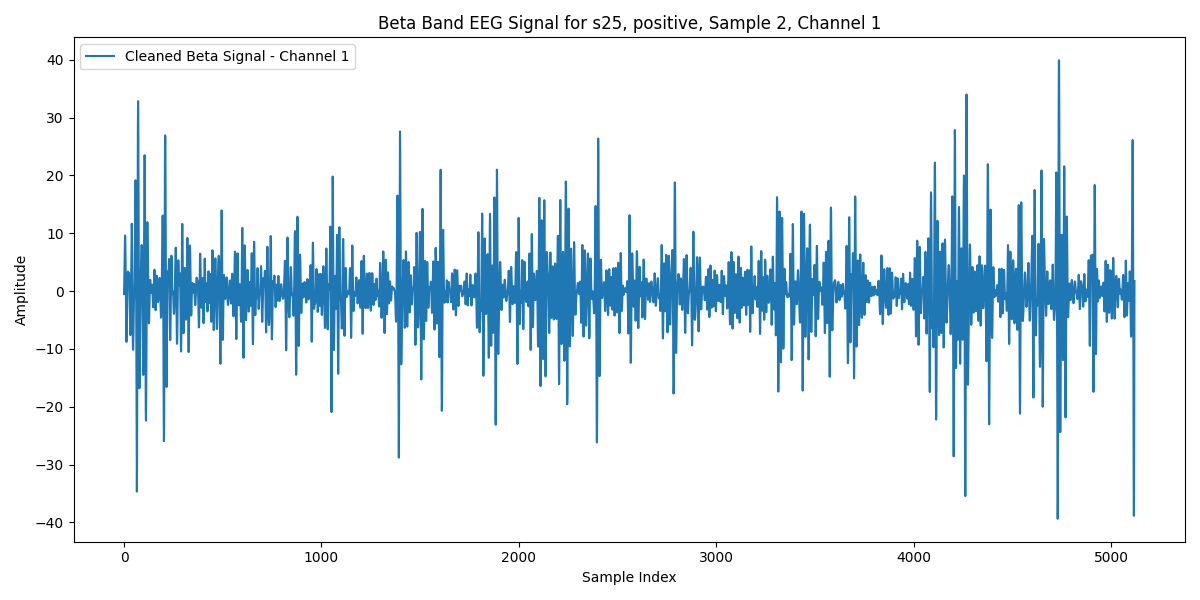 Beta Band EEG Signal for s25, positive, Sample 2, Channel 1
Cleaned Beta Signal - Channel 1
Amplitude
40
30
20
10
0
−10
−20
−30
−40
0 1000 2000 3000 4000 5000
Sample Index